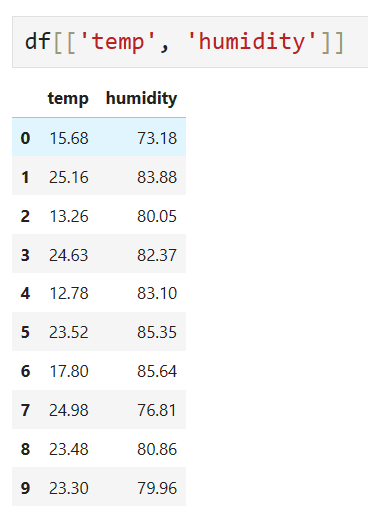 df[['temp', 'humidity']]
temp humidity
0 15.68 73.18
1 25.16 83.88
2 13.26 80.05
3 24.63 82.37
4 12.78 83.10
5 23.52 85.35
6 17.80 85.64
7 24.98 76.81
8 23.48 80.86
9 23.30 79.96